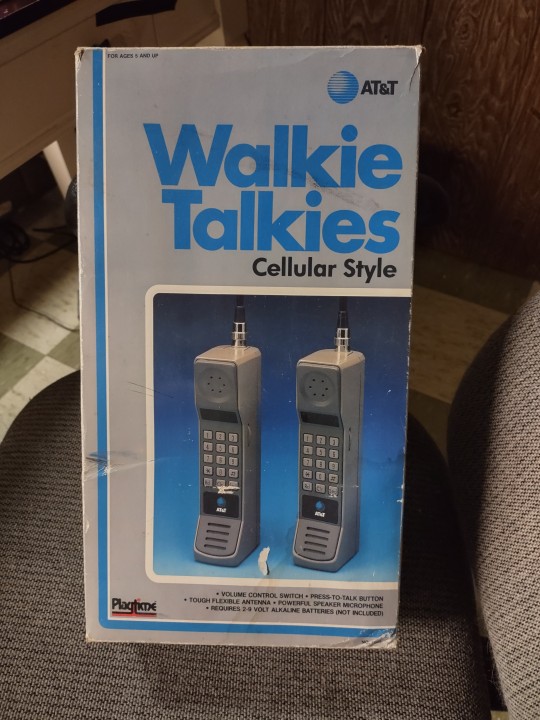 FOR AGES 5 AND UP
AT&T
Walkie
Talkies
Cellular Style
AT&T
AT&T
Playtime
• VOLUME CONTROL SWITCH • PRESS-TO-TALK BUTTON
• TOUGH FLEXIBLE ANTENNA • POWERFUL SPEAKER MICROPHONE
• REQUIRES 2-9 VOLT ALKALINE BATTERIES (NOT INCLUDED)